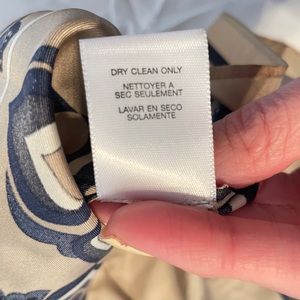 DRY CLEAN ONLY
NETTOYER A
SEC SEULEMENT
LAVAR EN SECO
SOLAMENTE